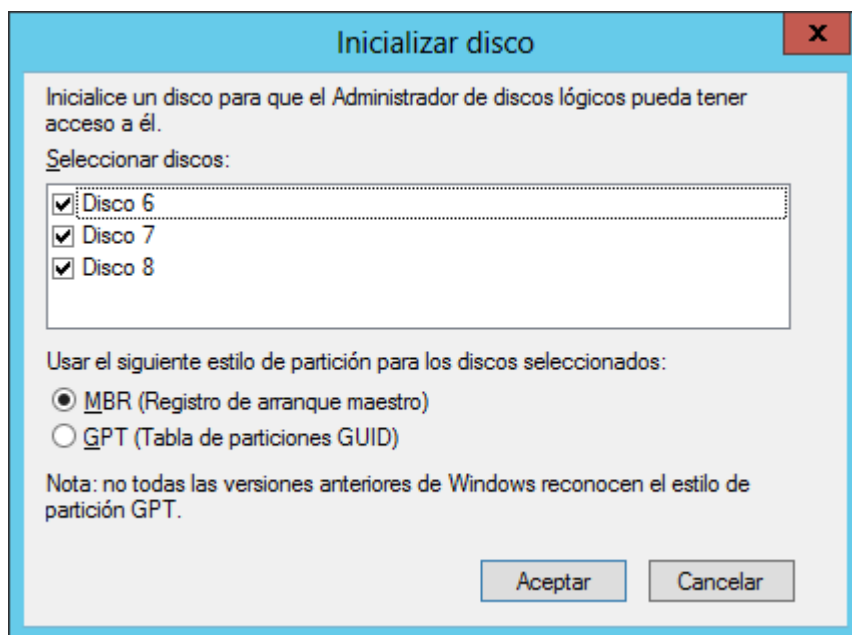 Inicializar disco
x
Inicialice un disco para que el Administrador de discos lógicos pueda tener
acceso a él.
Seleccionar discos:
Disco 6
Disco 7
Disco 8
Usar el siguiente estilo de partición para los discos seleccionados:
MBR (Registro de arranque maestro)
GPT (Tabla de particiones GUID)
Nota: no todas las versiones anteriores de Windows reconocen el estilo de
partición GPT.
Aceptar
Cancelar